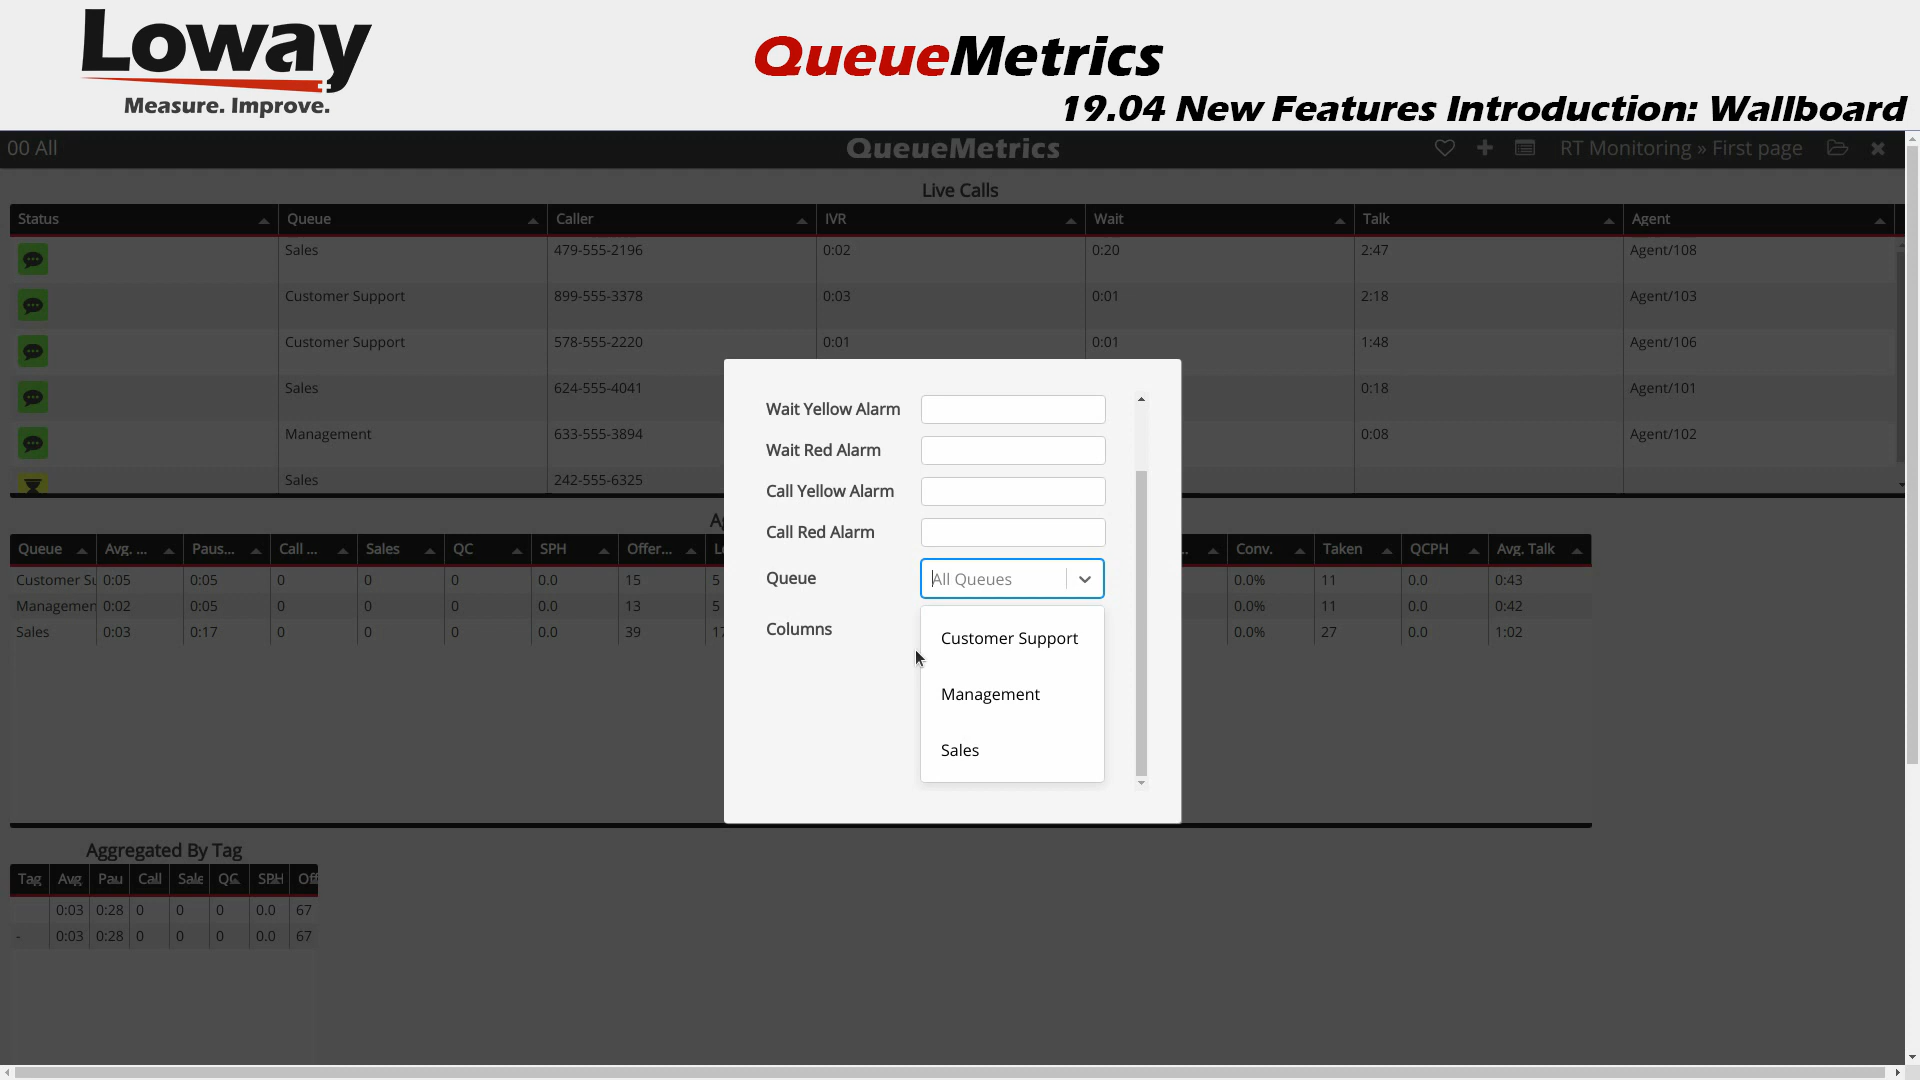 Loway
Measure. Improve.
QueueMetrics
19.04 New Features Introduction: Wallboard
00 All
QueueMetrics
RT Monitoring » First page
Live Calls
Status Queue Caller IVR Wait Talk Agent
Sales 479-555-2196 0:02 0:20 2:47 Agent/108
Customer Support 899-555-3378 0:03 0:01 2:18 Agent/103
Customer Support 578-555-2220 0:01 0:01 1:48 Agent/106
Sales 624-555-4041 0:18 Agent/101
Management 633-555-3894 0:08 Agent/102
Sales 242-555-6325
Wait Yellow Alarm
Wait Red Alarm
Call Yellow Alarm
Call Red Alarm
Queue All Queues
Columns
Customer Support
Management
Sales
Queue Avg. ... Paus... Call ... Sales QC SPH Offer... Conv. Taken QCPH Avg. Talk
Customer Su 0:05 0:05 0 0 0 0.0 15 5 0.0% 11 0.0 0:43
Managemen 0:02 0:05 0 0 0 0.0 13 5 0.0% 11 0.0 0:42
Sales 0:03 0:17 0 0 0 0.0 39 0.0% 27 0.0 1:02
Aggregated By Tag
Tag Avg Pau Call Sale QC SPH Off
0:03 0:28 0 0 0 0.0 67
- 0:03 0:28 0 0 0 0.0 67